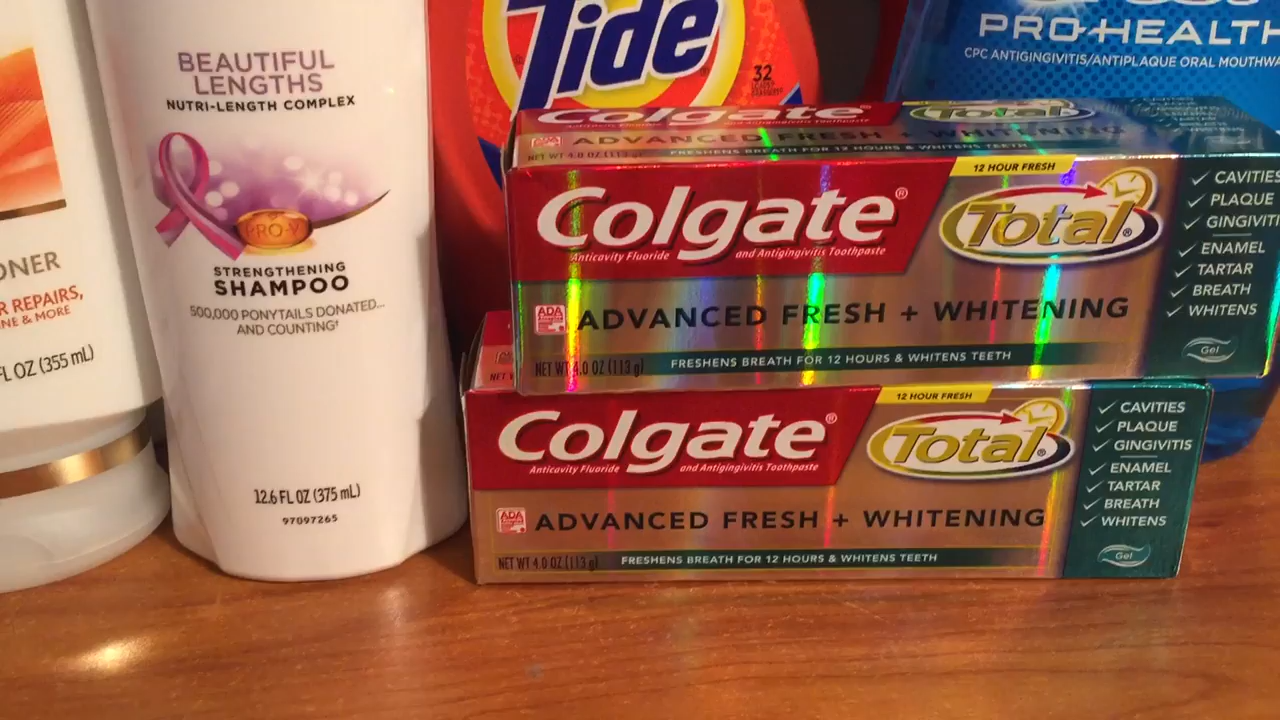 ONER
R REPAIRS,
NE & MORE
FL OZ (355 mL)
BEAUTIFUL
LENGTHS
NUTRI-LENGTH COMPLEX
PRO-V
STRENGTHENING
SHAMPOO
500,000 PONYTAILS DONATED...
AND COUNTING†
12.6 FL OZ (375 mL)
97097265
Tide
32
PRO-HEALTH
CPC ANTIGINGIVITIS/ANTIPLAQUE ORAL MOUTHWA
Colgate Total
ADVANCED FRESH + WHITENING
NET WT 4.0 OZ (113 g) FRESHENS BREATH FOR 12 HOURS & WHITENS TEETH
12 HOUR FRESH
Colgate® Total®
Anticavity Fluoride and Antigingivitis Toothpaste
ADA
ADVANCED FRESH + WHITENING
NET WT 4.0 OZ (113 g) FRESHENS BREATH FOR 12 HOURS & WHITENS TEETH
CAVITIES
PLAQUE
GINGIVIT
ENAMEL
TARTAR
BREATH
WHITENS
Gel
12 HOUR FRESH
Colgate® Total®
Anticavity Fluoride and Antigingivitis Toothpaste
ADA
ADVANCED FRESH + WHITENING
NET WT 4.0 OZ (113 g) FRESHENS BREATH FOR 12 HOURS & WHITENS TEETH
CAVITIES
PLAQUE
GINGIVITIS
ENAMEL
TARTAR
BREATH
WHITENS
Gel